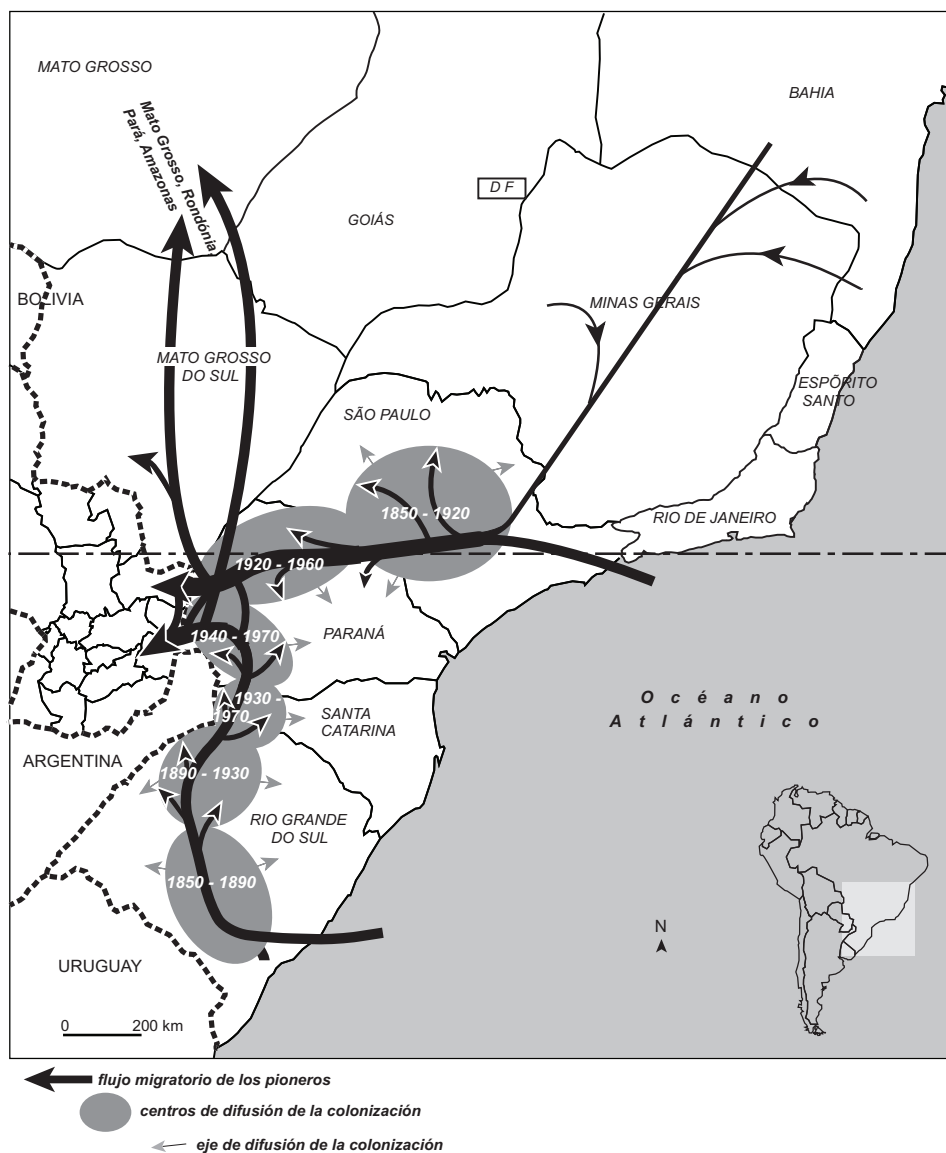 MATO GROSSO
BAHIA
Mato Grosso, Rondónia
Pará, Amazonas
D F
GOIÁS
BOLIVIA
MINAS GERAIS
MATO GROSSO
DO SUL
ESPÕRITO
SANTO
SÃO PAULO
1850 - 1920
RIO DE JANEIRO
1920 - 1960
1940 - 1970
PARANÁ
1930 -
1970
SANTA
CATARINA
Océano
Atlántico
ARGENTINA
1890 - 1930
RIO GRANDE
DO SUL
1850 - 1890
N
URUGUAY
0 200 km
flujo migratorio de los pioneros
centros de difusión de la colonización
eje de difusión de la colonización